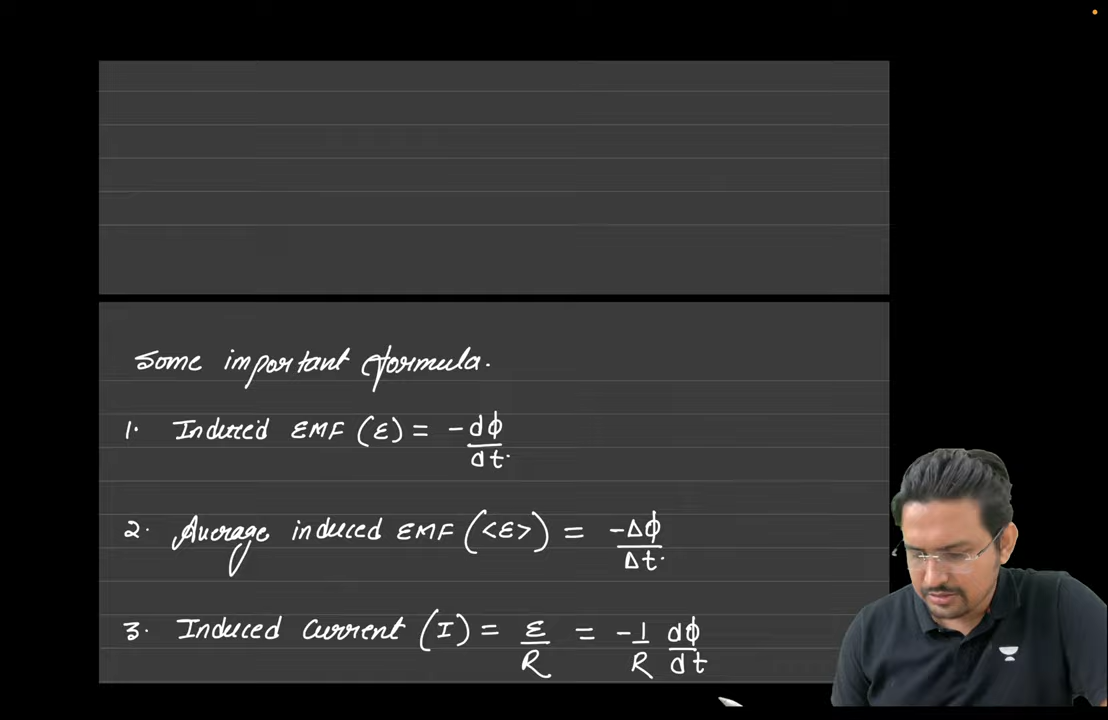 Some important formula.
1. Induced EMF (ε) = -dφ/dt.
2. Average induced EMF (<ε>) = -Δφ/Δt.
3. Induced Current (I) = ε/R = -1/R dφ/dt